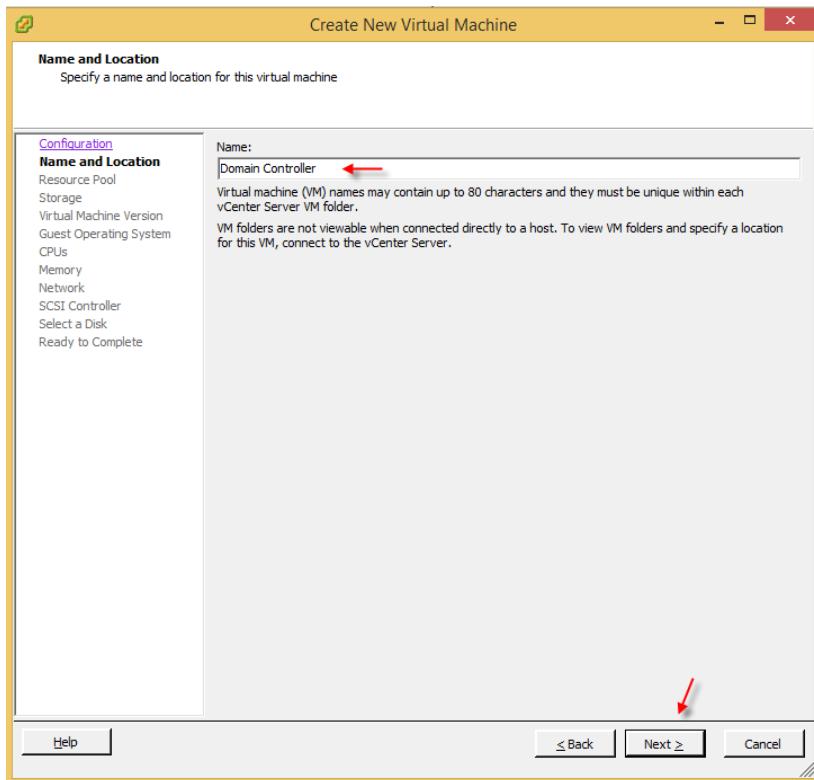 Create New Virtual Machine
Name and Location
Specify a name and location for this virtual machine
Configuration
Name and Location
Resource Pool
Storage
Virtual Machine Version
Guest Operating System
CPUs
Memory
Network
SCSI Controller
Select a Disk
Ready to Complete
Name:
Domain Controller
Virtual machine (VM) names may contain up to 80 characters and they must be unique within each
vCenter Server VM folder.
VM folders are not viewable when connected directly to a host. To view VM folders and specify a location
for this VM, connect to the vCenter Server.
Help
< Back
Next >
Cancel